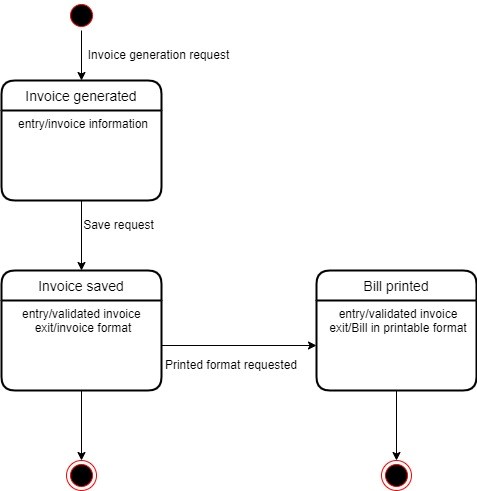 Invoice generation request
Invoice generated
entry/invoice information
Save request
Invoice saved
entry/validated invoice
exit/invoice format
Printed format requested
Bill printed
entry/validated invoice
exit/Bill in printable format